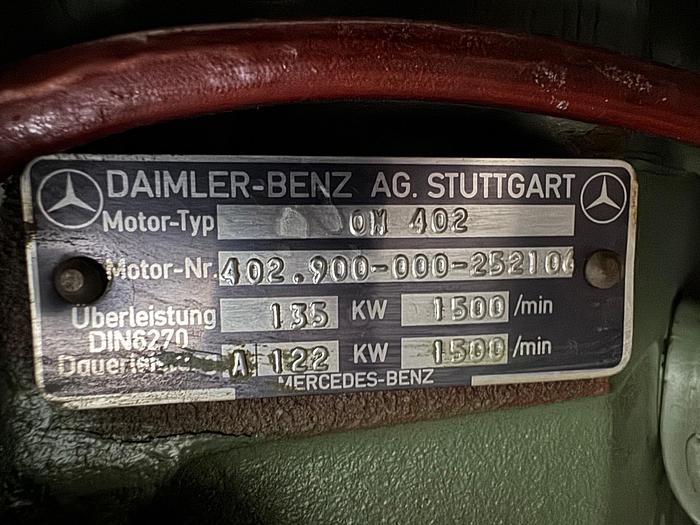 DAIMLER-BENZ AG. STUTTGART
Motor-Typ OM 402
Motor-Nr. 402.900-000-252106
Überleistung 135 KW 1500 /min
DIN6270
A 122 KW 1500 /min
MERCEDES-BENZ